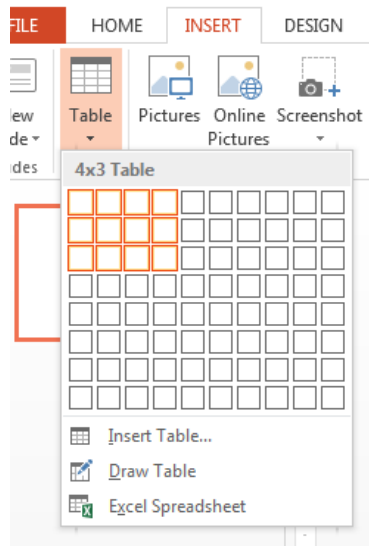 FILE HOME INSERT DESIGN
Table Pictures Online Screenshot
Pictures
4x3 Table
Insert Table...
Draw Table
Excel Spreadsheet